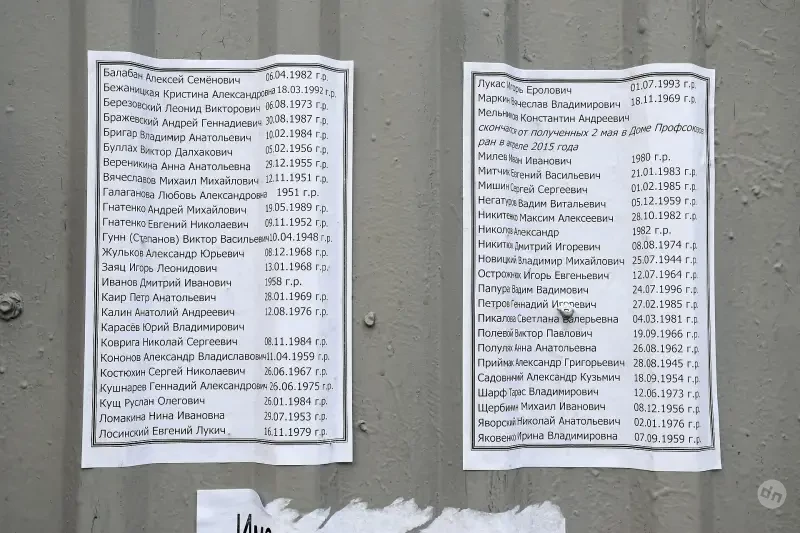 Балабан Алексей Семёнович 06.04.1982 г.р.
Бежаницкая Кристина Александровна 18.03.1992 г.р.
Березовский Леонид Викторович 06.08.1973 г.р.
Бражевский Андрей Геннадиевич 30.08.1987 г.р.
Бригар Владимир Анатольевич 10.02.1984 г.р.
Буллах Виктор Далхакович 05.02.1956 г.р.
Вереникина Анна Анатольевна 29.12.1955 г.р.
Вячеславов Михаил Михайлович 12.11.1951 г.р.
Галаганова Любовь Александровна 1951 г.р.
Гнатенко Андрей Михайлович 19.05.1989 г.р.
Гнатенко Евгений Николаевич 09.11.1952 г.р.
Гунн (Степанов) Виктор Васильевич 10.04.1948 г.р.
Жульков Александр Юрьевич 08.12.1968 г.р.
Заяц Игорь Леонидович 13.01.1968 г.р.
Иванов Дмитрий Иванович 1958 г.р.
Каир Петр Анатольевич 28.01.1969 г.р.
Калин Анатолий Андреевич 12.08.1976 г.р.
Карасёв Юрий Владимирович
Коврига Николай Сергеевич 08.11.1984 г.р.
Кононов Александр Владиславович 11.04.1959 г.р.
Костюхин Сергей Николаевич 26.06.1967 г.р.
Кушнарев Геннадий Александрович 26.06.1975 г.р.
Кущ Руслан Олегович 26.01.1984 г.р.
Ломакина Нина Ивановна 29.07.1953 г.р.
Лосинский Евгений Лукич 16.11.1979 г.р.
Лукас Игорь Еролович 01.07.1993 г.р.
Маркин Вячеслав Владимирович 18.11.1969 г.р.
Мельников Константин Андреевич
скончался от полученных 2 мая в Доме Профсоюзов
ран в апреле 2015 года
Милев Иван Иванович 1980 г.р.
Митчик Евгений Васильевич 21.01.1983 г.р.
Мишин Сергей Сергеевич 01.02.1985 г.р.
Негатуров Вадим Витальевич 05.12.1959 г.р.
Никитенко Максим Алексеевич 28.10.1982 г.р.
Николов Александр 1982 г.р.
Никитюк Дмитрий Игоревич 08.08.1974 г.р.
Новицкий Владимир Михайлович 25.07.1944 г.р.
Остроженок Игорь Евгеньевич 12.07.1964 г.р.
Папура Вадим Вадимович 24.07.1996 г.р.
Петров Геннадий Игоревич 27.02.1985 г.р.
Пикалова Светлана Валерьевна 04.03.1981 г.р.
Полевой Виктор Павлович 19.09.1966 г.р.
Полулях Анна Анатольевна 26.08.1962 г.р.
Приймак Александр Григорьевич 28.08.1945 г.р.
Садовничий Александр Кузьмич 18.09.1954 г.р.
Шарф Тарас Владимирович 12.06.1973 г.р.
Щербинин Михаил Иванович 08.12.1956 г.р.
Яворский Николай Анатольевич 02.01.1976 г.р.
Яковенко Ирина Владимировна 07.09.1959 г.р.
dn